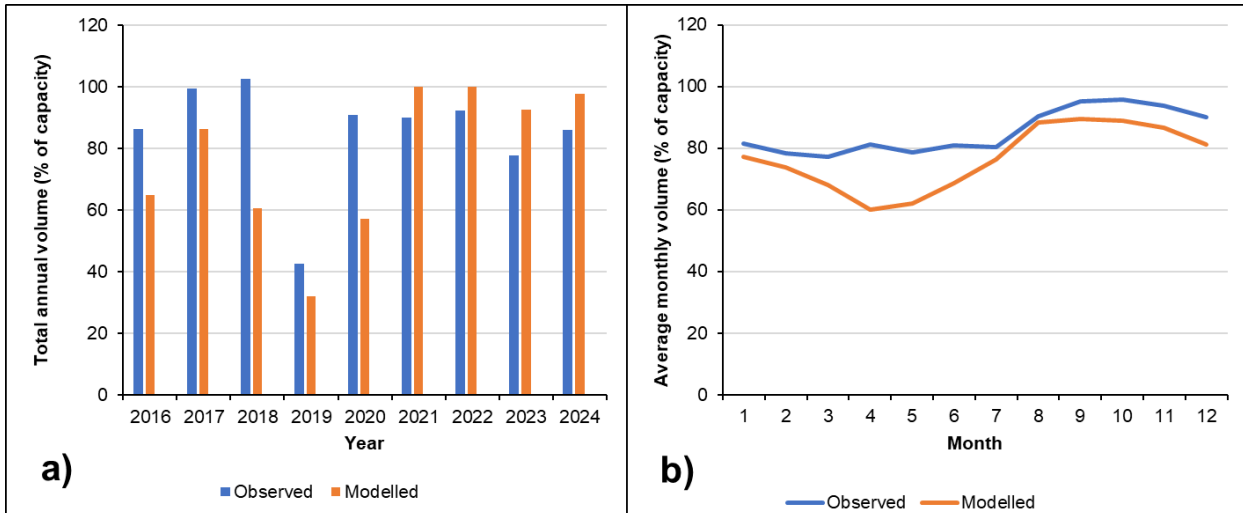 Total annual volume (% of capacity)
120
100
80
60
40
20
0
2016 2017 2018 2019 2020 2021 2022 2023 2024
Year
a)
Observed Modelled
Average monthly volume (% of capacity)
120
100
80
60
40
20
0
1 2 3 4 5 6 7 8 9 10 11 12
Month
b)
Observed Modelled